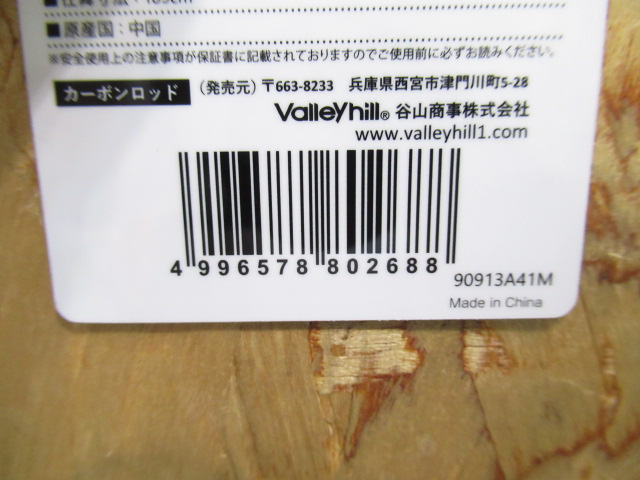 ■原産国：中国
※安全使用上の注意事項が保証書に記載されておりますのでご使用前に必ずお読みください。
カーボンロッド （発売元）〒663-8233 兵庫県西宮市津門川町5-28
Valleyhill® 谷山商事株式会社
www.valleyhill1.com
4 996578 802688
90913A41M
Made in China